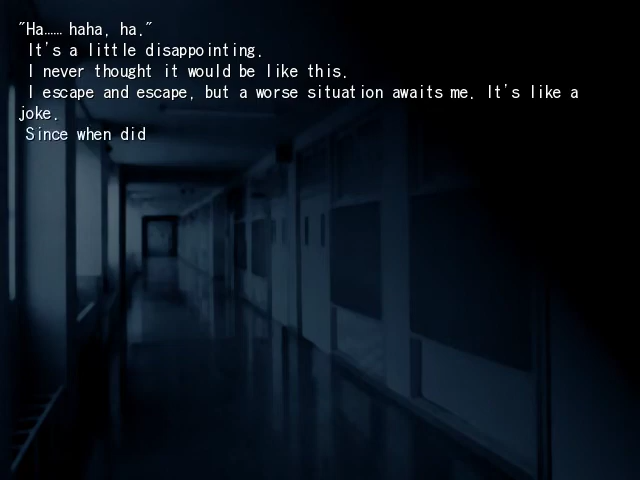 "Ha…… haha, ha."
It's a little disappointing.
I never thought it would be like this.
I escape and escape, but a worse situation awaits me. It's like a
joke.
Since when did